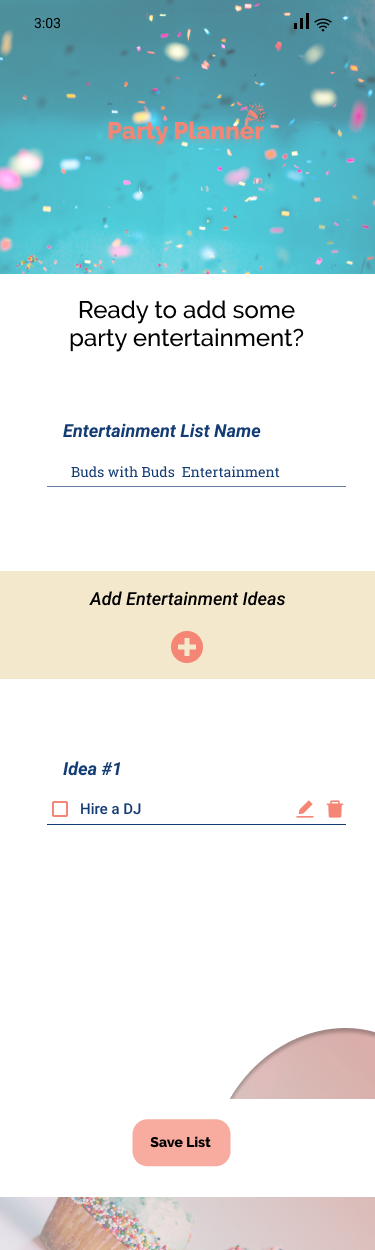 3:03
Party Planner
Ready to add some
party entertainment?
Entertainment List Name
Buds with Buds  Entertainment
Add Entertainment Ideas
Idea #1
Hire a DJ
Save List